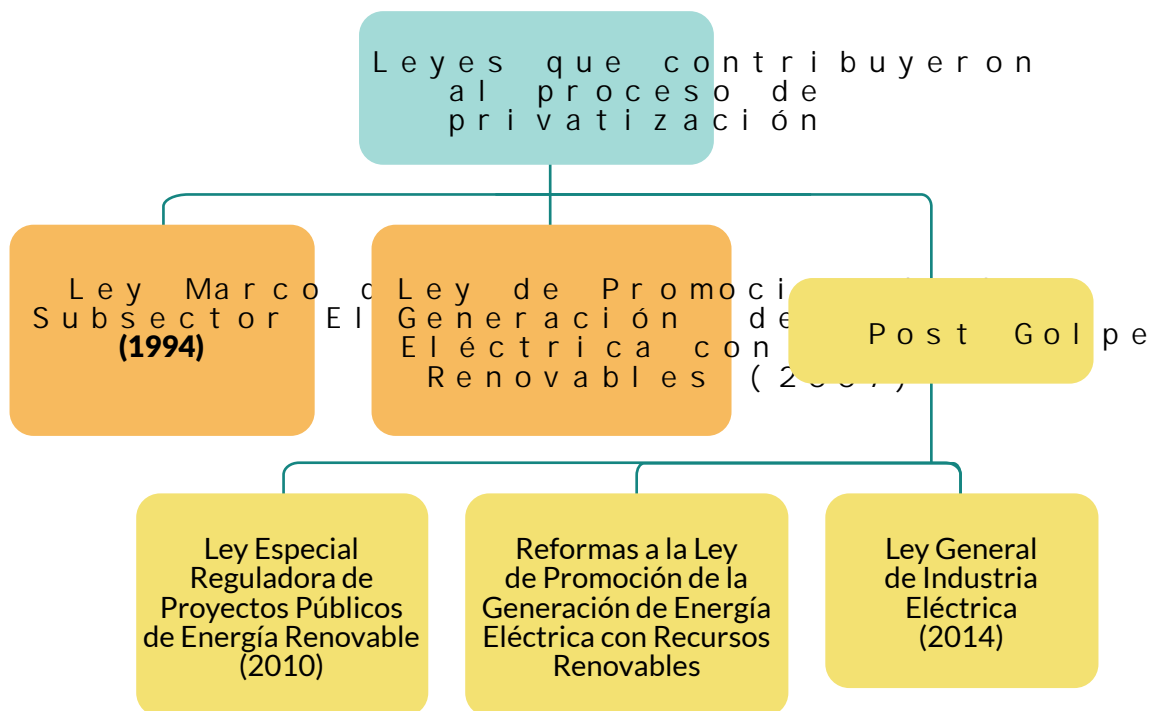 Leyes que contribuyeron
al proceso de
privatización
Ley Marco
Subsector
(1994)
Ley de
Generación de
Eléctrica con
Renovables
Post Golpe
Ley Especial
Reguladora de
Proyectos Públicos
de Energía Renovable
(2010)
Reformas a la Ley
de Promoción de la
Generación de Energía
Eléctrica con Recursos
Renovables
Ley General
de Industria
Eléctrica
(2014)